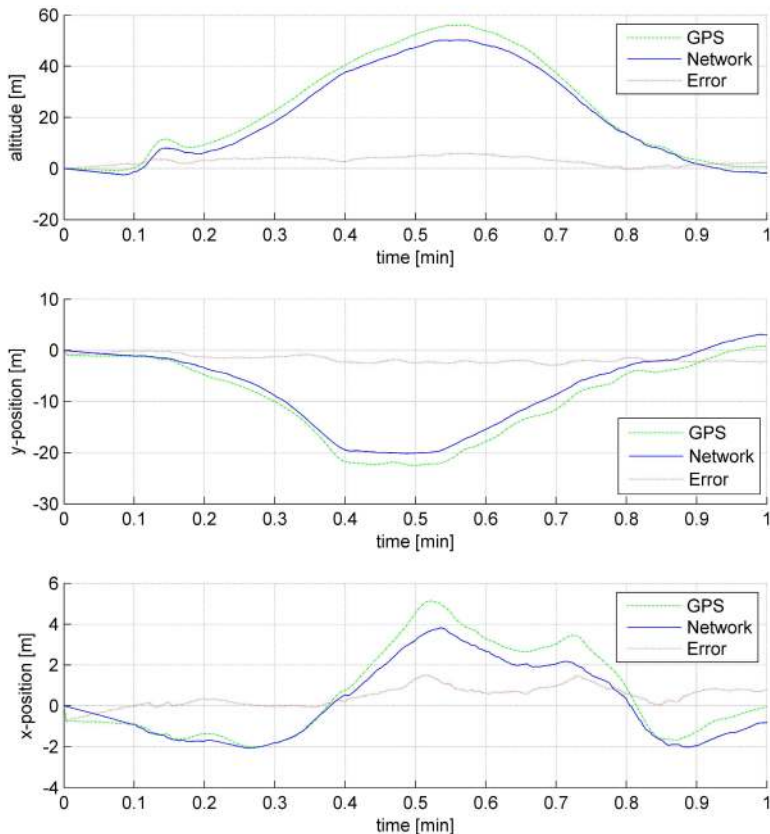 60
40
20
0
-20
altitude [m]
GPS
Network
Error
0 0.1 0.2 0.3 0.4 0.5 0.6 0.7 0.8 0.9 1
time [min]
10
0
-10
-20
-30
y-position [m]
GPS
Network
Error
0 0.1 0.2 0.3 0.4 0.5 0.6 0.7 0.8 0.9 1
time [min]
6
4
2
0
-2
-4
x-position [m]
GPS
Network
Error
0 0.1 0.2 0.3 0.4 0.5 0.6 0.7 0.8 0.9 1
time [min]